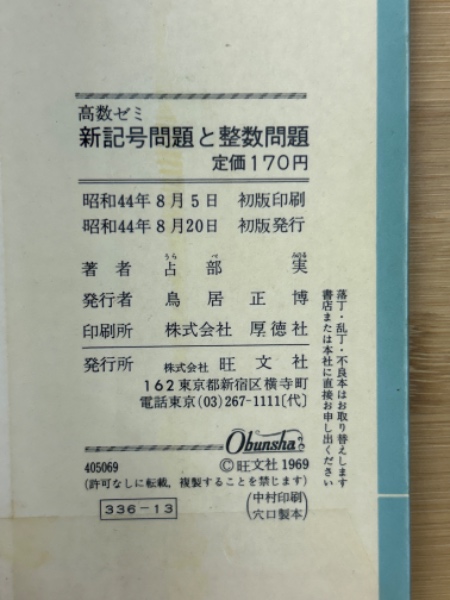 高数ゼミ
新記号問題と整数問題
定価170円
昭和44年8月5日 初版印刷
昭和44年8月20日 初版発行
著者 占部 実
うら べ
発行者 鳥居正博
印刷所 株式会社 厚徳社
発行所 株式会社 旺文社
162東京都新宿区横寺町
電話東京(03)267-1111〔代〕
Obunsha
405069 ©旺文社 1969
(許可なしに転載，複製することを禁じます)
336-13
(中村印刷
穴口製本)
落丁・乱丁・不良本はお取り替えします
書店または本社に直接お申し出ください